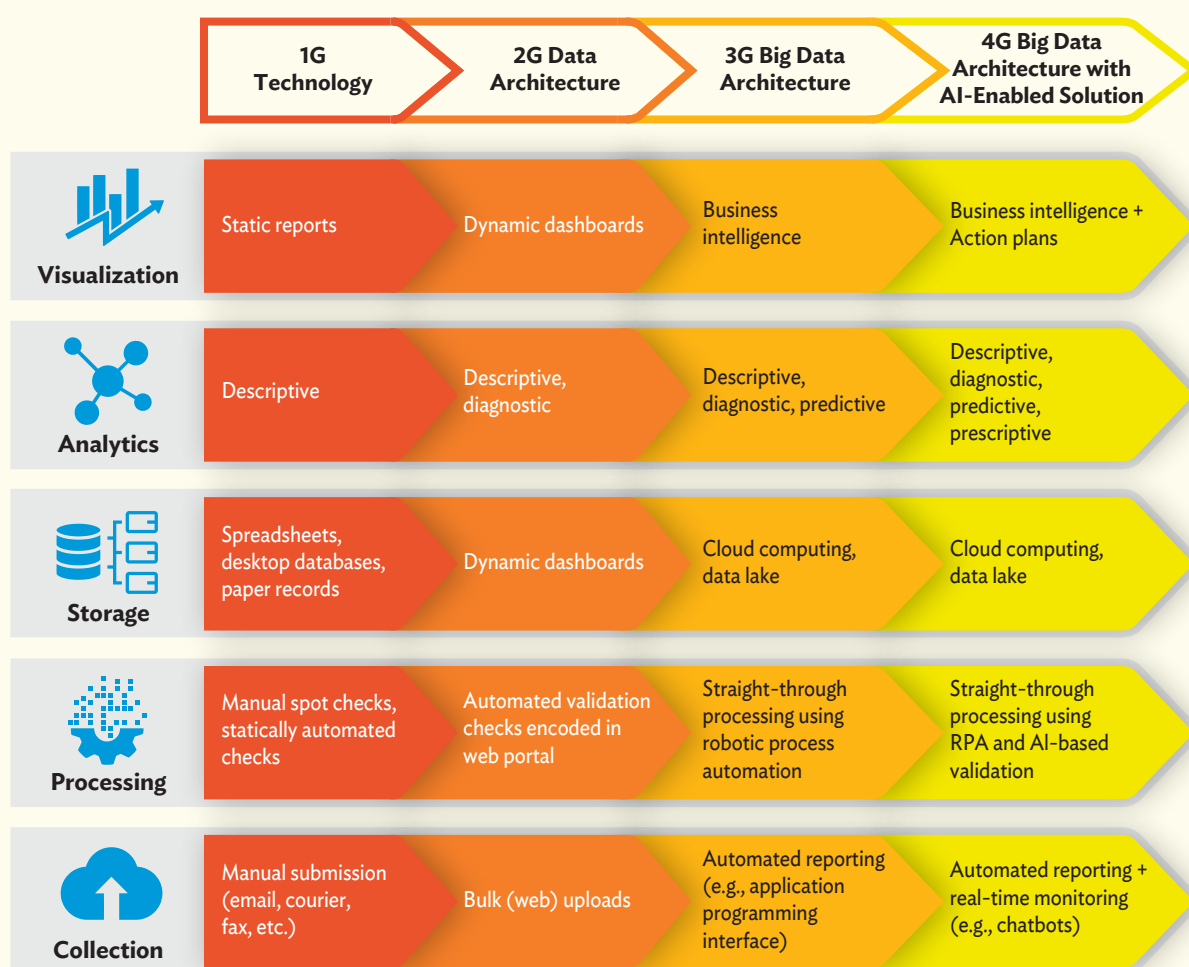 1G
Technology
2G Data
Architecture
3G Big Data
Architecture
4G Big Data
Architecture with
AI-Enabled Solution
Visualization
Static reports
Dynamic dashboards
Business
intelligence
Business intelligence +
Action plans
Analytics
Descriptive
Descriptive,
diagnostic
Descriptive,
diagnostic, predictive
Descriptive,
diagnostic,
predictive,
prescriptive
Storage
Spreadsheets,
desktop databases,
paper records
Dynamic dashboards
Cloud computing,
data lake
Cloud computing,
data lake
Processing
Manual spot checks,
statically automated
checks
Automated validation
checks encoded in
web portal
Straight-through
processing using
robotic process
automation
Straight-through
processing using
RPA and AI-based
validation
Collection
Manual submission
(email, courier,
fax, etc.)
Bulk (web) uploads
Automated reporting
(e.g., application
programming
interface)
Automated reporting +
real-time monitoring
(e.g., chatbots)